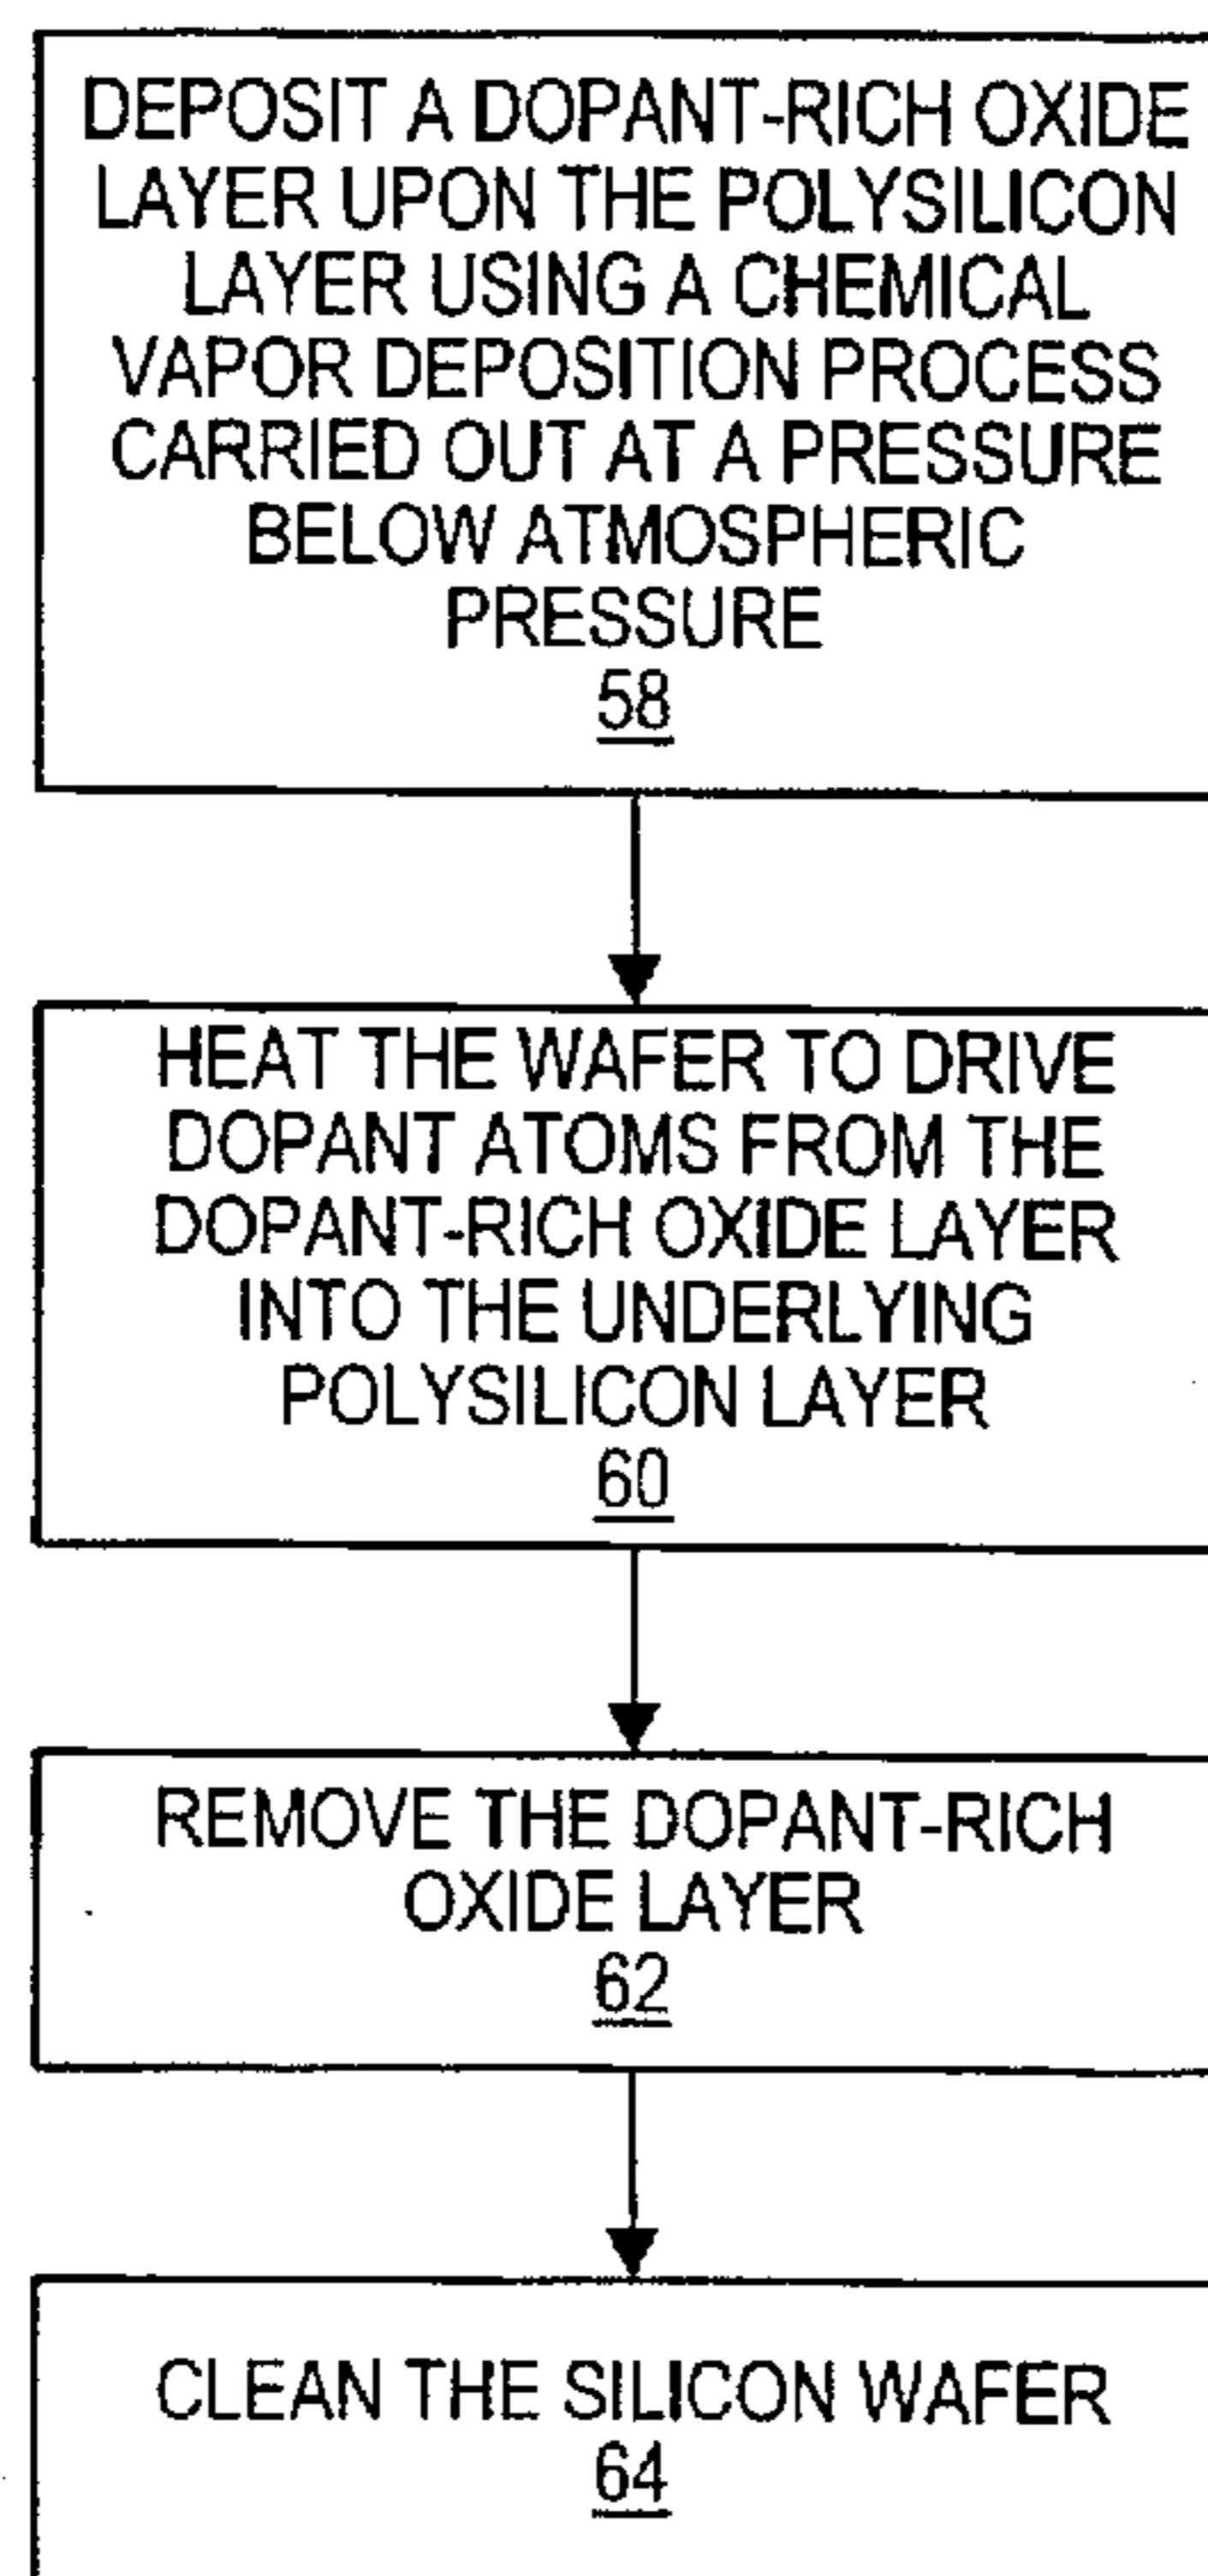 DEPOSIT A DOPANT-RICH OXIDE
LAYER UPON THE POLYSILICON
LAYER USING A CHEMICAL
VAPOR DEPOSITION PROCESS
CARRIED OUT AT A PRESSURE
BELOW ATMOSPHERIC
PRESSURE
58
HEAT THE WAFER TO DRIVE
DOPANT ATOMS FROM THE
DOPANT-RICH OXIDE LAYER
INTO THE UNDERLYING
POLYSILICON LAYER
60
REMOVE THE DOPANT-RICH
OXIDE LAYER
62
CLEAN THE SILICON WAFER
64